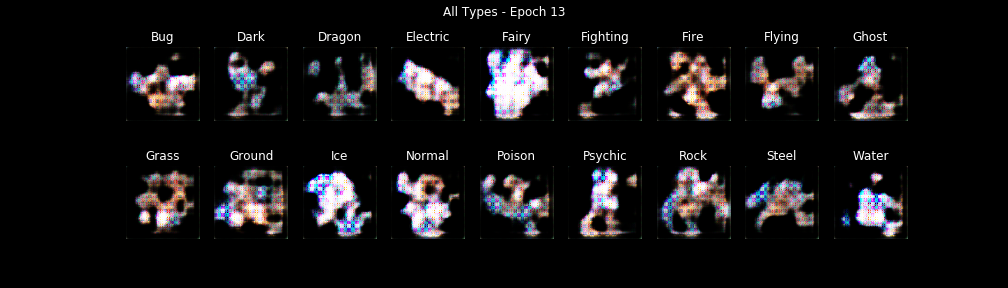 All Types - Epoch 13
Bug Dark Dragon Electric Fairy Fighting Fire Flying Ghost
Grass Ground Ice Normal Poison Psychic Rock Steel Water